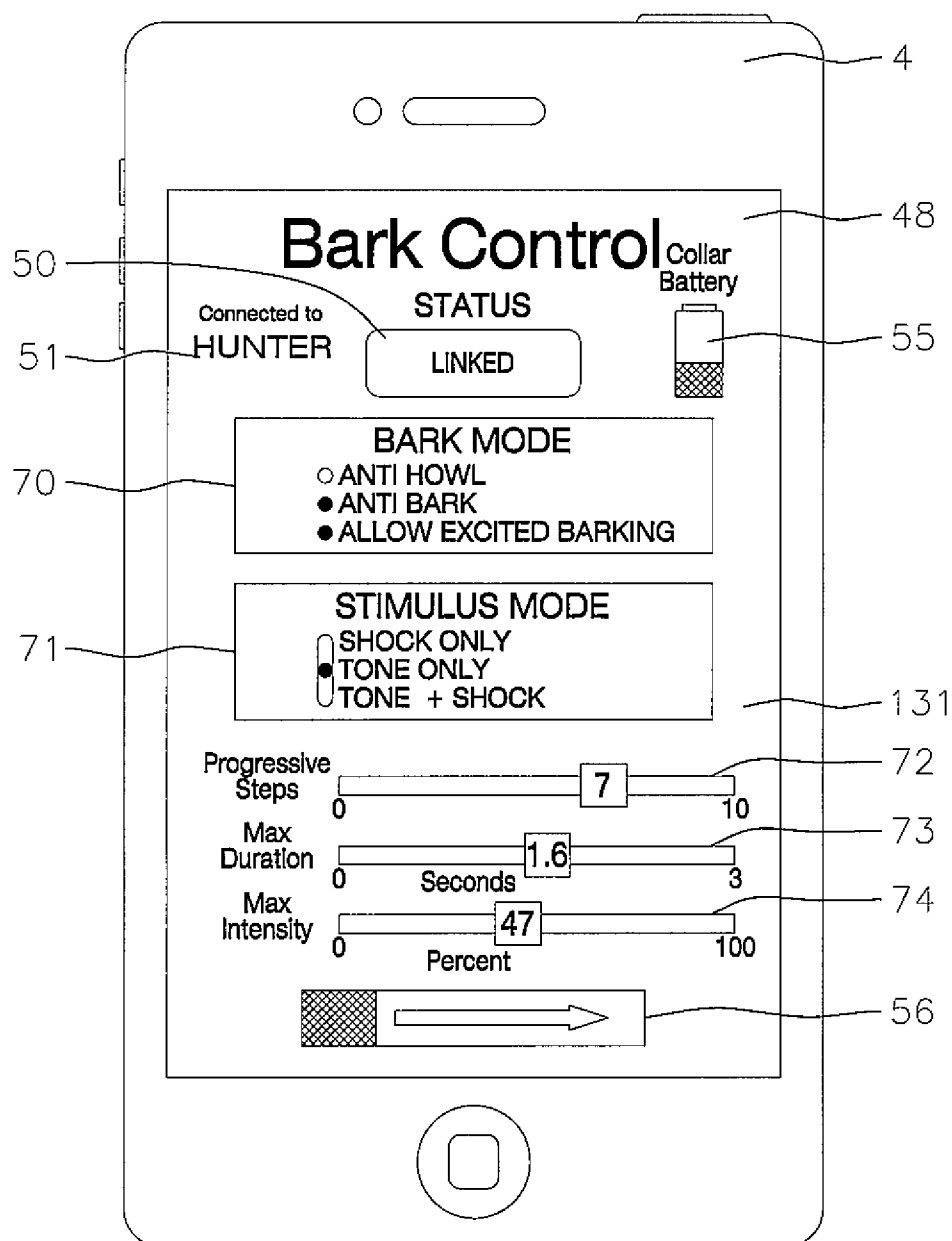 4
48
Bark Control
Collar
Battery
50
STATUS
Connected to
HUNTER
51
LINKED
55
BARK MODE
70
ANTI HOWL
ANTI BARK
ALLOW EXCITED BARKING
STIMULUS MODE
71
SHOCK ONLY
TONE ONLY
TONE + SHOCK
131
Progressive
Steps
7
0
10
72
Max
Duration
1.6
0
Seconds
3
73
Max
Intensity
47
0
Percent
100
74
56